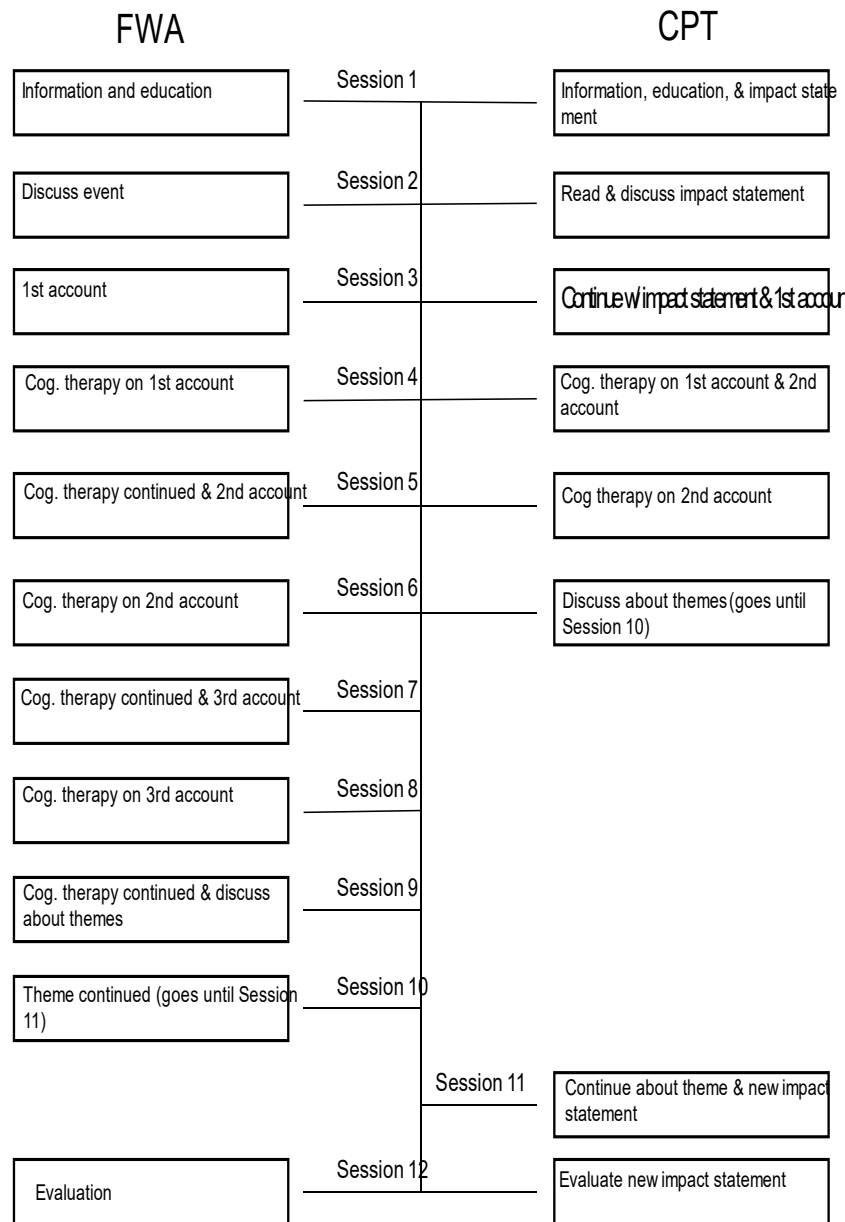 FWA
CPT
Session 1
Information and education
Information, education, & impact state-
ment
Session 2
Discuss event
Read & discuss impact statement
Session 3
1st account
Continue w/ impact statement & 1st accoun
Session 4
Cog. therapy on 1st account
Cog. therapy on 1st account & 2nd
account
Session 5
Cog. therapy continued & 2nd account
Cog therapy on 2nd account
Session 6
Cog. therapy on 2nd account
Discuss about themes (goes until
Session 10)
Session 7
Cog. therapy continued & 3rd account
Session 8
Cog. therapy on 3rd account
Session 9
Cog. therapy continued & discuss
about themes
Session 10
Theme continued (goes until Session
11)
Session 11
Continue about theme & new impact
statement
Session 12
Evaluation
Evaluate new impact statement